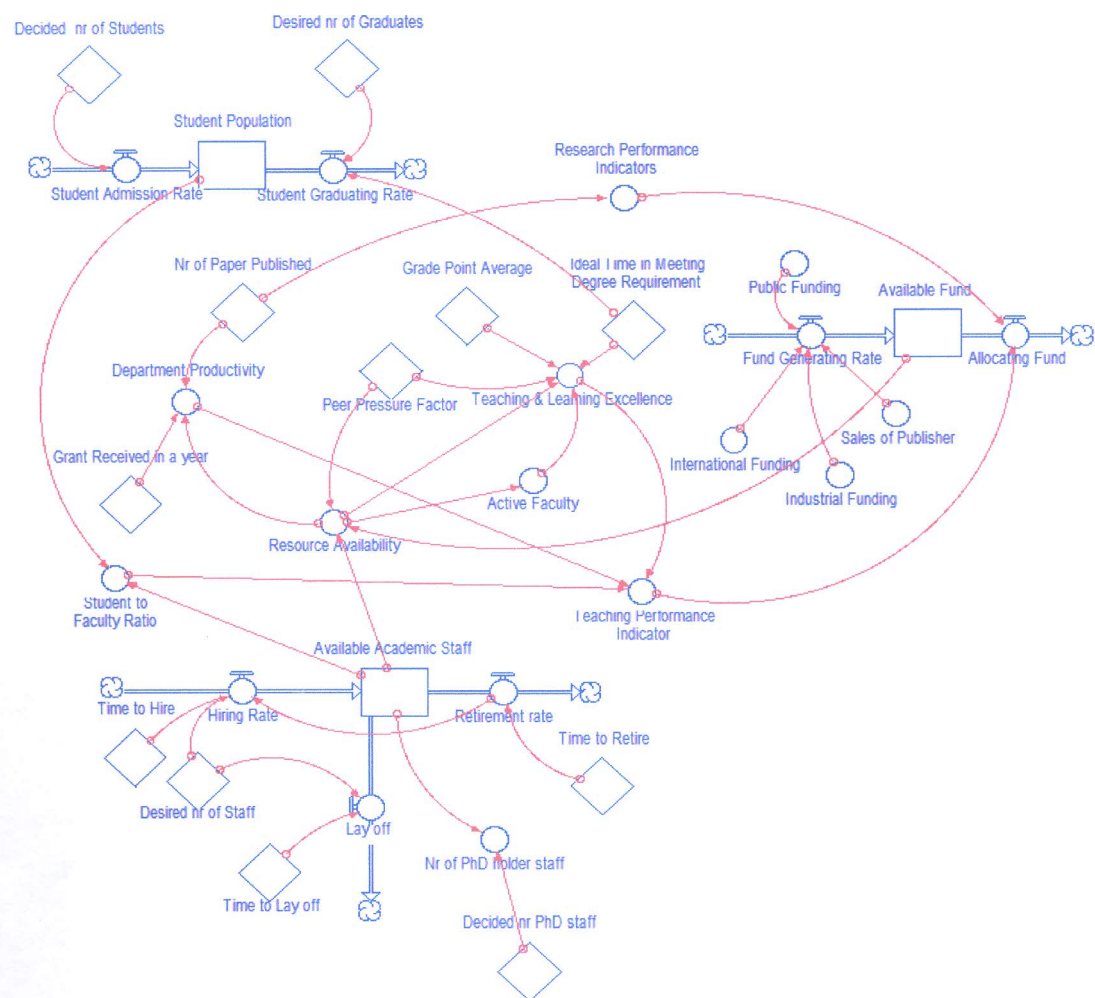 Decided nr of Students
Desired nr of Graduates
Student Population
Student Admission Rate
Student Graduating Rate
Research Performance
Indicators
Nr of Paper Published
Grade Point Average
Ideal Time in Meeting
Degree Requirement
Public Funding
Available Fund
Fund Generating Rate
Allocating Fund
Department Productivity
Peer Pressure Factor
Teaching & Learning Excellence
Sales of Publisher
International Funding
Industrial Funding
Grant Received in a year
Active Faculty
Resource Availability
Student to
Faculty Ratio
Teaching Performance
Indicator
Available Academic Staff
Time to Hire
Hiring Rate
Retirement rate
Time to Retire
Desired nr of Staff
Lay off
Nr of PhD holder staff
Time to Lay off
Decided nr PhD staff